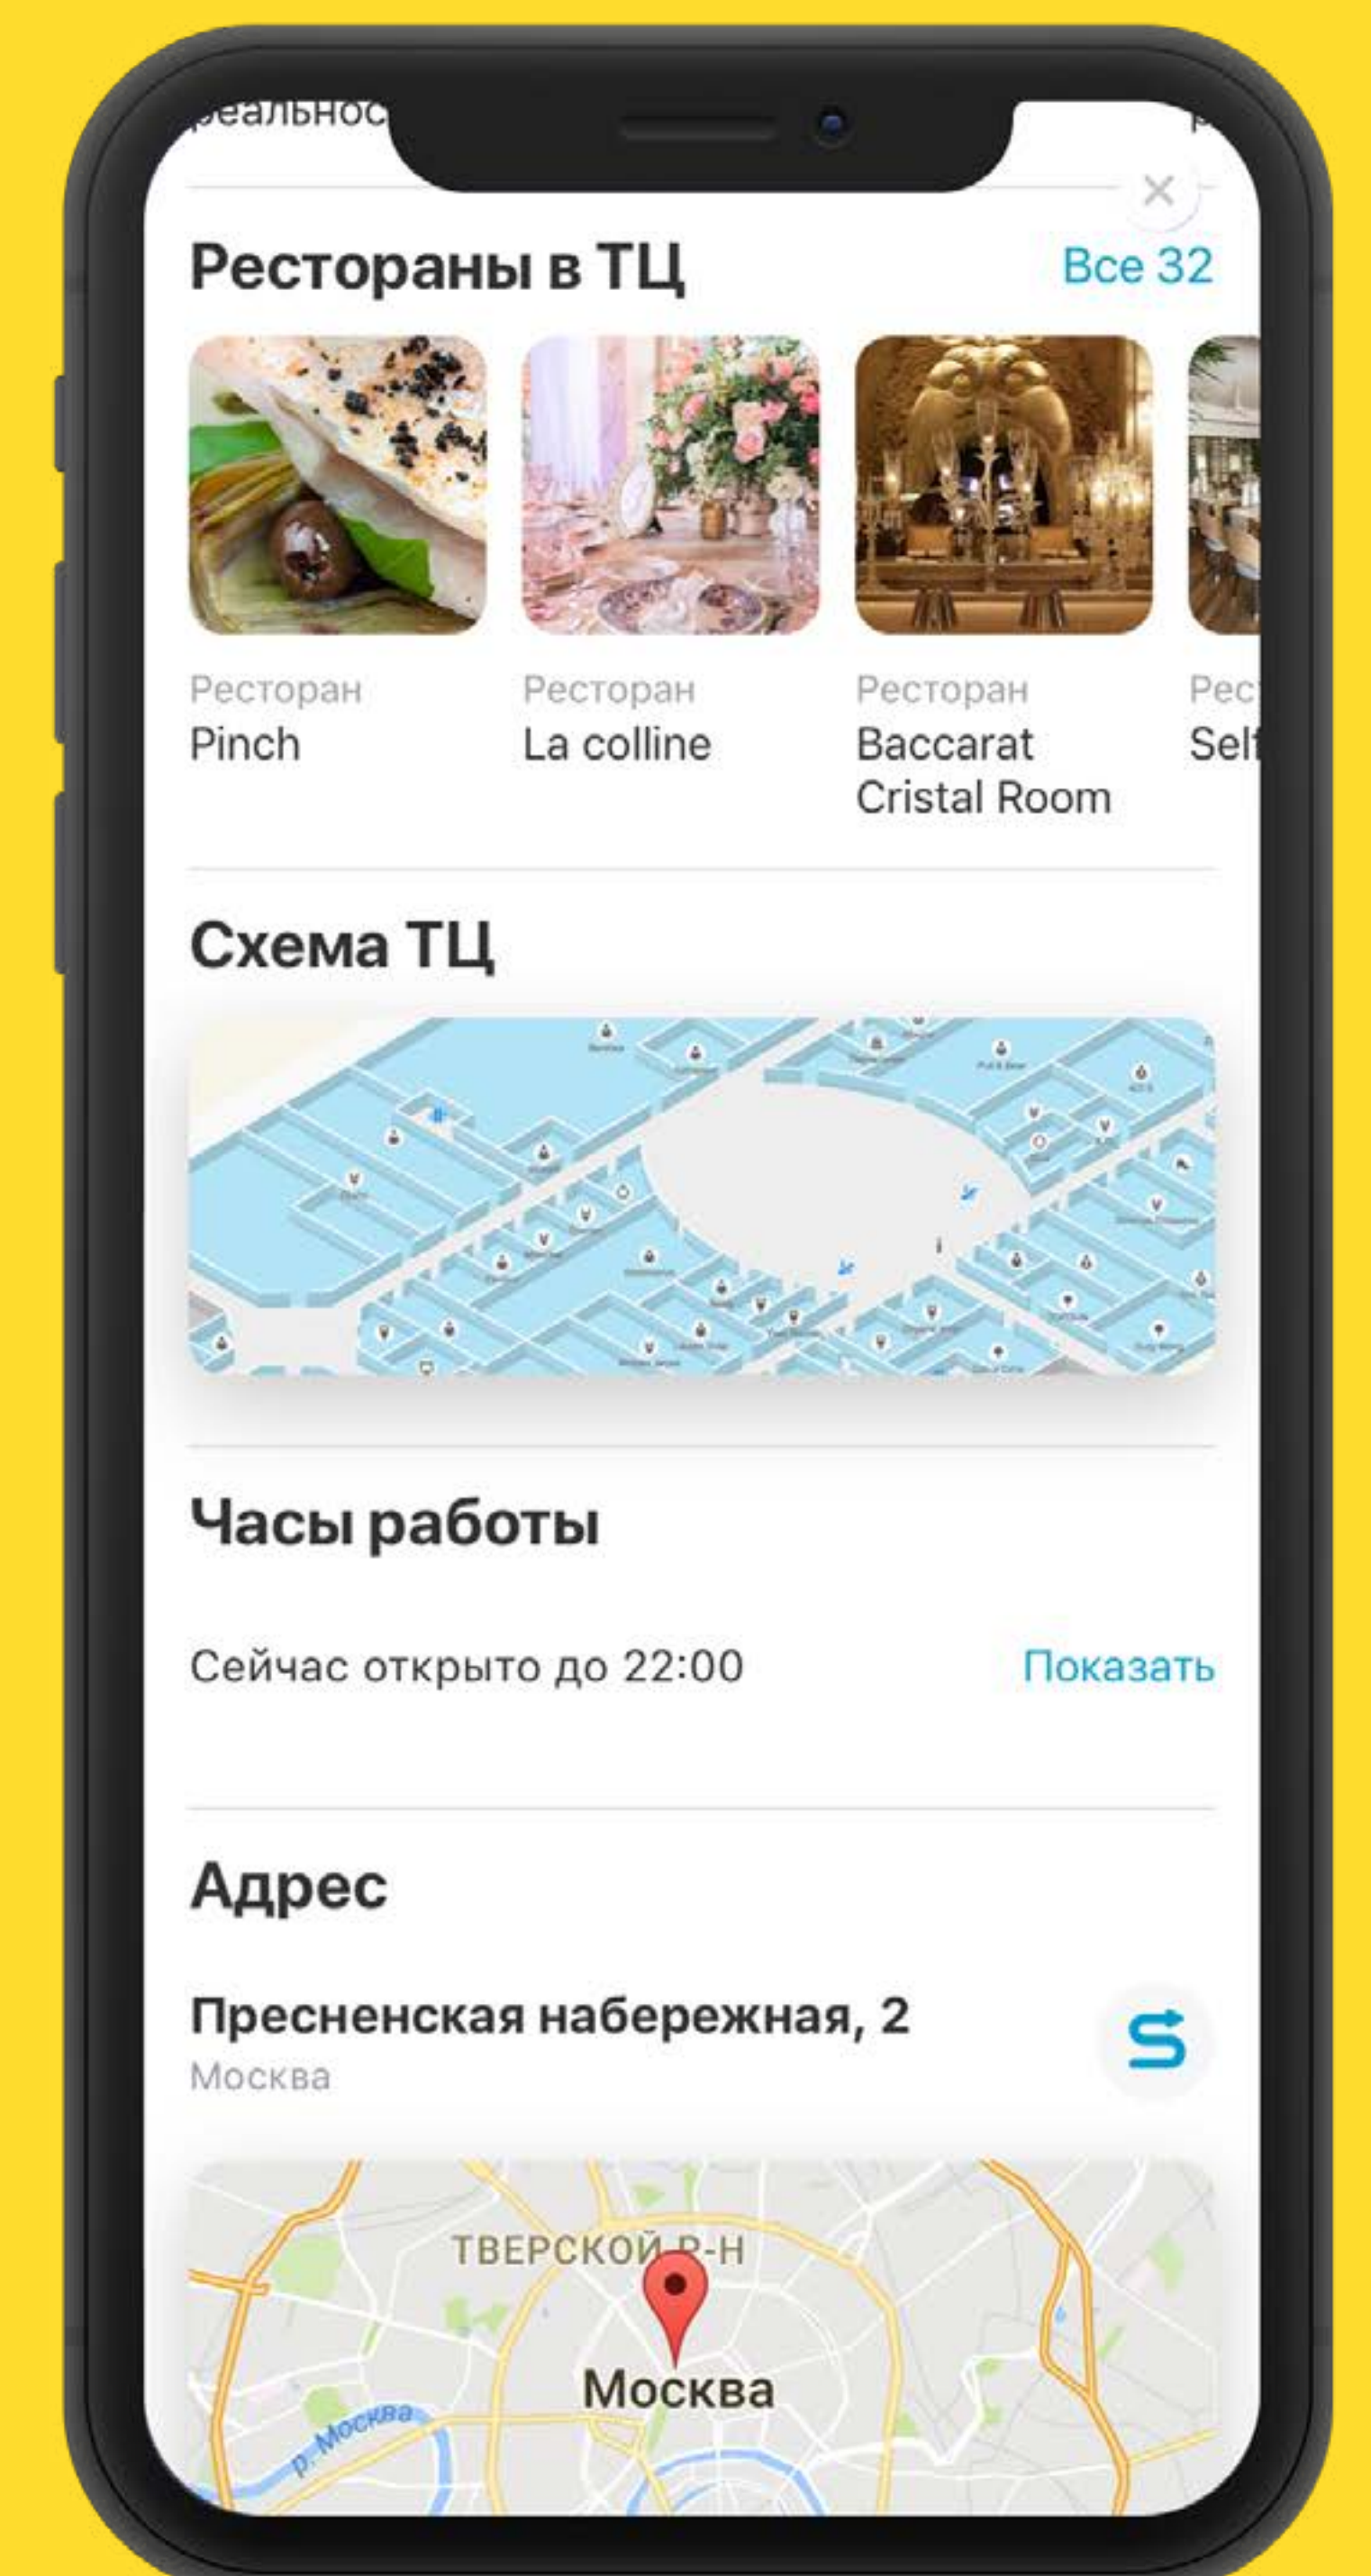 Рестораны в ТЦ
Все 32
Ресторан
Pinch
Ресторан
La colline
Ресторан
Baccarat
Cristal Room
Схема ТЦ
Часы работы
Сейчас открыто до 22:00
Показать
Адрес
Пресненская набережная, 2
Москва
ТВЕРСКОЙ Р-Н
Москва
р. Москва